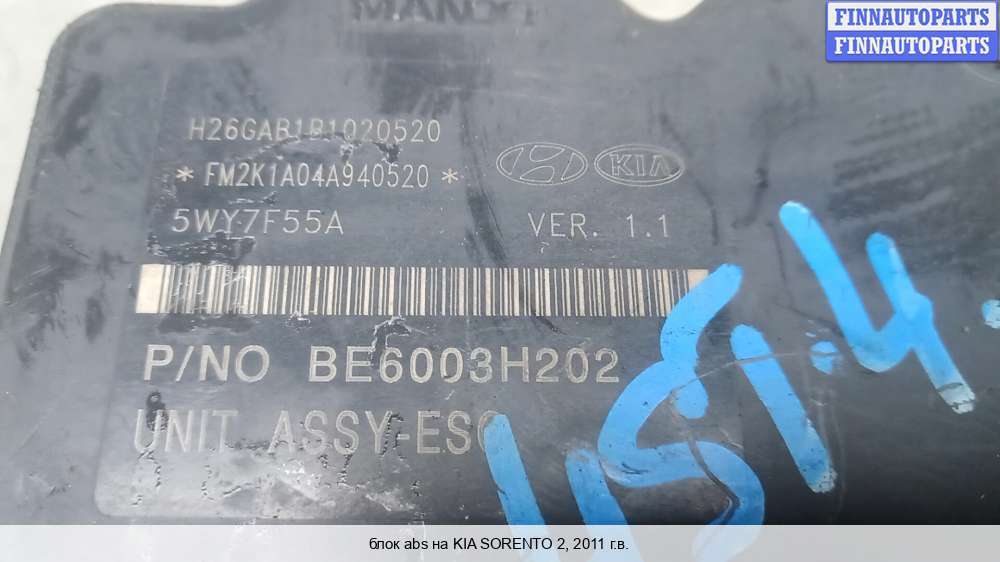 MANDO
FINNAUTOPARTS
FINNAUTOPARTS
H26GAB1B1020520
*FM2K1A04A940520*
KIA
5WY7F55A VER. 1.1
P/NO BE6003H202
UNIT ASSY-ESC
блок abs на KIA SORENTO 2, 2011 г.в.